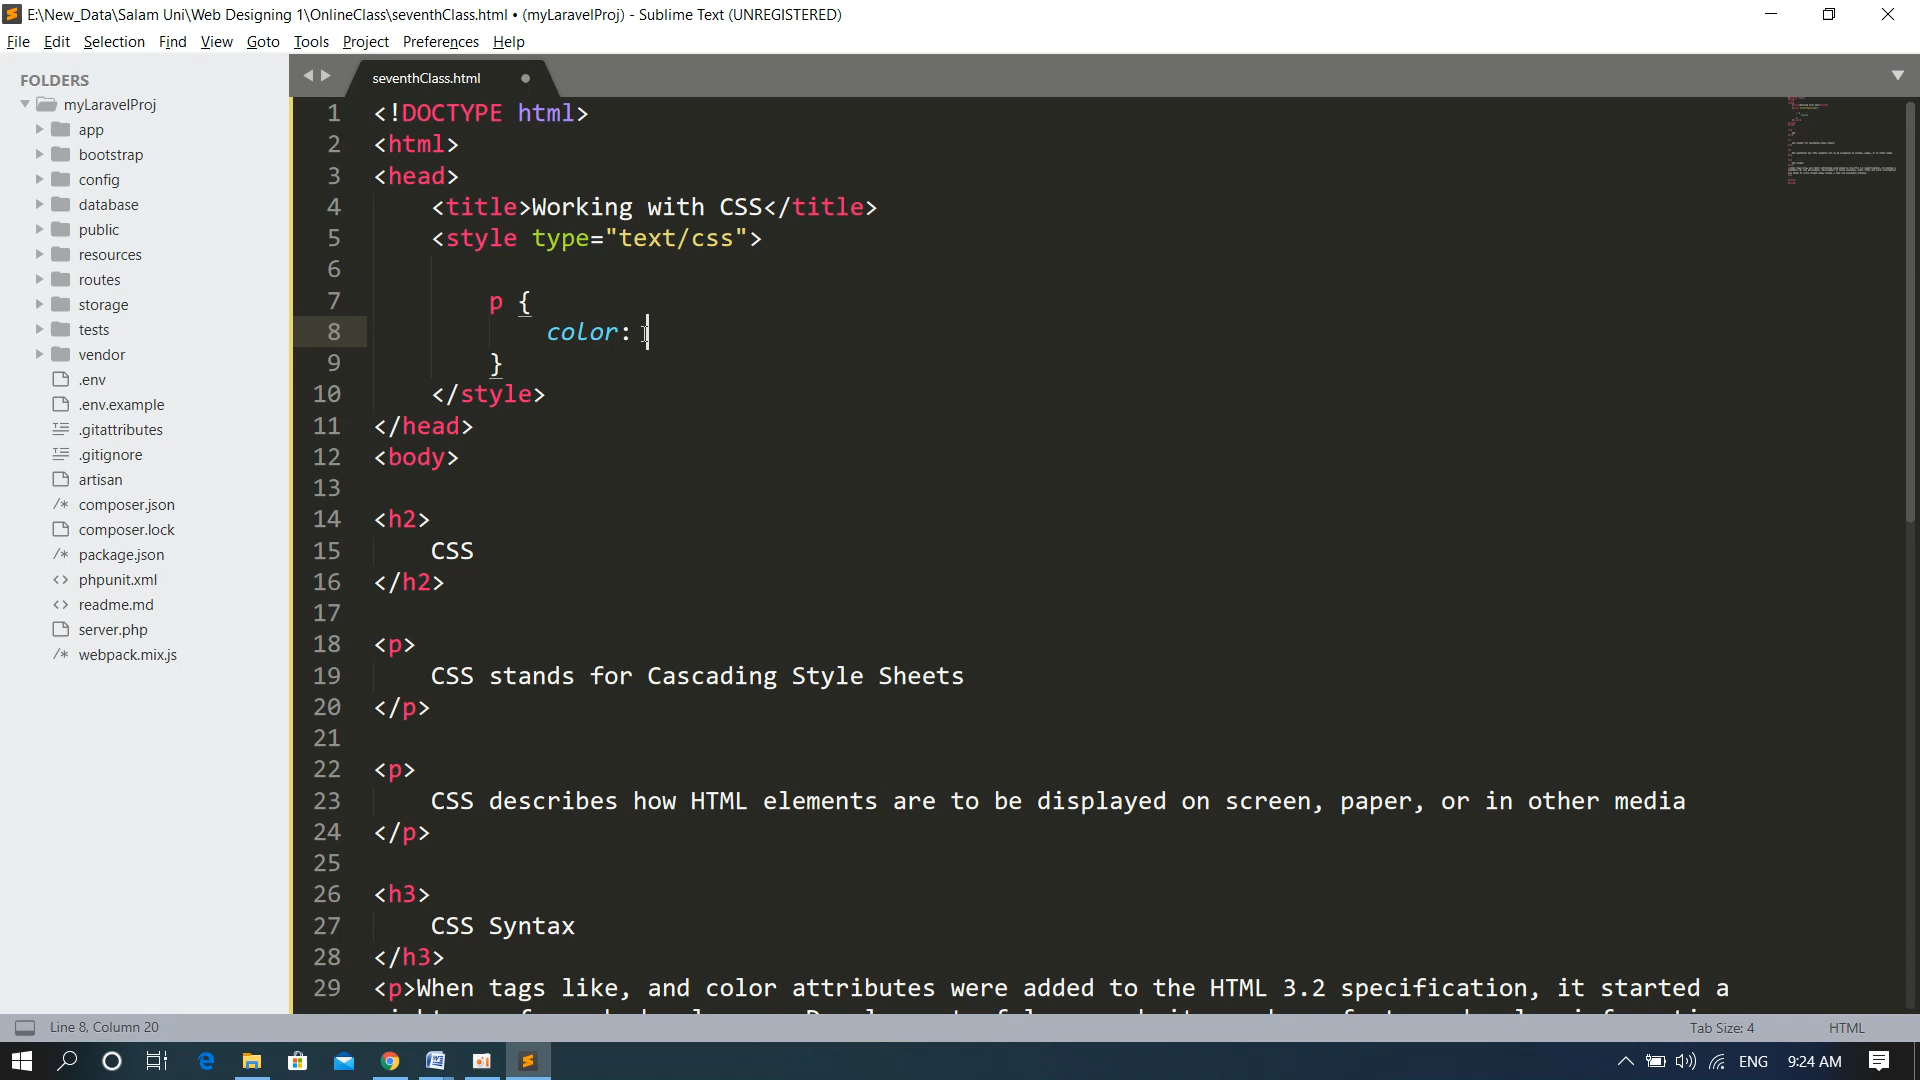 E:\New_Data\Salam Uni\Web Designing 1\OnlineClass\seventhClass.html • (myLaravelProj) - Sublime Text (UNREGISTERED)
File Edit Selection Find View Goto Tools Project Preferences Help
FOLDERS
myLaravelProj
app
bootstrap
config
database
public
resources
routes
storage
tests
vendor
.env
.env.example
.gitattributes
.gitignore
artisan
/* composer.json
composer.lock
/* package.json
<> phpunit.xml
<> readme.md
server.php
/* webpack.mix.js
seventhClass.html
1 <!DOCTYPE html>
2 <html>
3 <head>
4 <title>Working with CSS</title>
5 <style type="text/css">
6
7 p {
8 color:
9 }
10 </style>
11 </head>
12 <body>
13
14 <h2>
15 CSS
16 </h2>
17
18 <p>
19 CSS stands for Cascading Style Sheets
20 </p>
21
22 <p>
23 CSS describes how HTML elements are to be displayed on screen, paper, or in other media
24 </p>
25
26 <h3>
27 CSS Syntax
28 </h3>
29 <p>When tags like, and color attributes were added to the HTML 3.2 specification, it started a
Line 8, Column 20
Tab Size: 4
HTML
ENG
9:24 AM